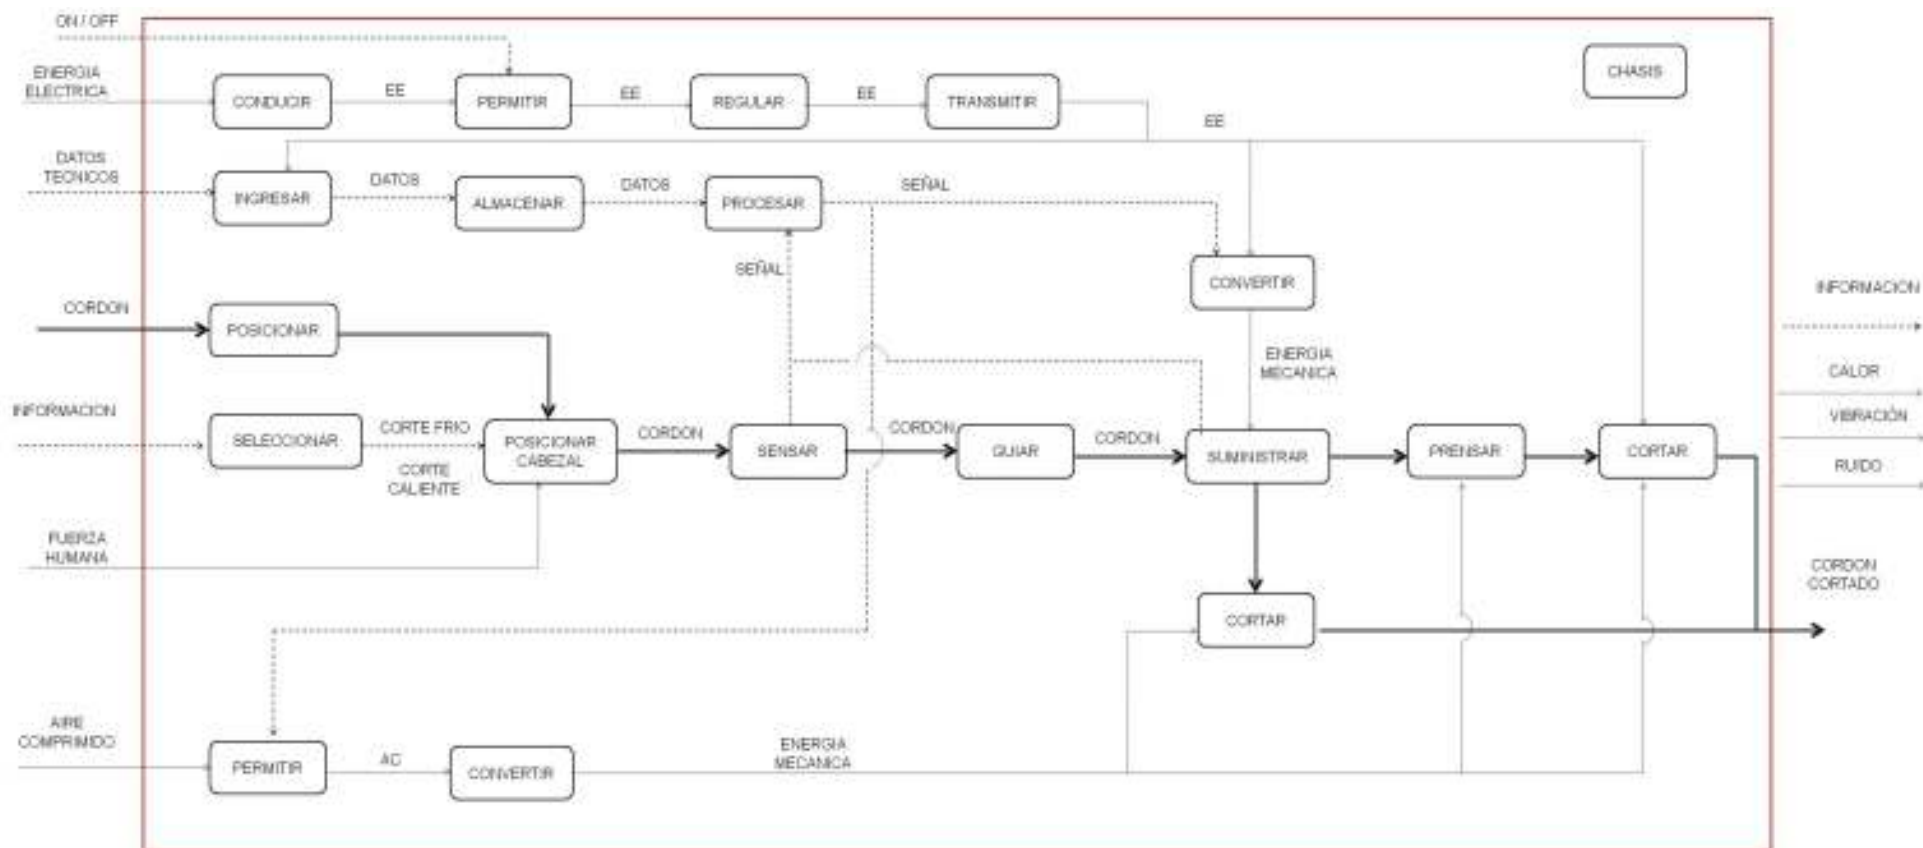 ON / OFF
ENERGIA
ELECTRICA
CONDUCIR
EE
PERMITIR
EE
REGULAR
EE
TRANSMITIR
CHASIS
EE
DATOS
TECNICOS
INGRESAR
DATOS
ALMACENAR
DATOS
PROCESAR
SEÑAL
SEÑAL
CONVERTIR
INFORMACION
CORDON
POSICIONAR
ENERGIA
MECANICA
CALOR
INFORMACION
SELECCIONAR
CORTE FRIO
CORTE
CALIENTE
POSICIONAR
CABEZAL
CORDON
SENSAR
CORDON
GUIAR
CORDON
SUMINISTRAR
PRENSAR
CORTAR
VIBRACIÓN
RUIDO
FUERZA
HUMANA
CORDON
CORTADO
CORTAR
AIRE
COMPRIMIDO
PERMITIR
AC
CONVERTIR
ENERGIA
MECANICA